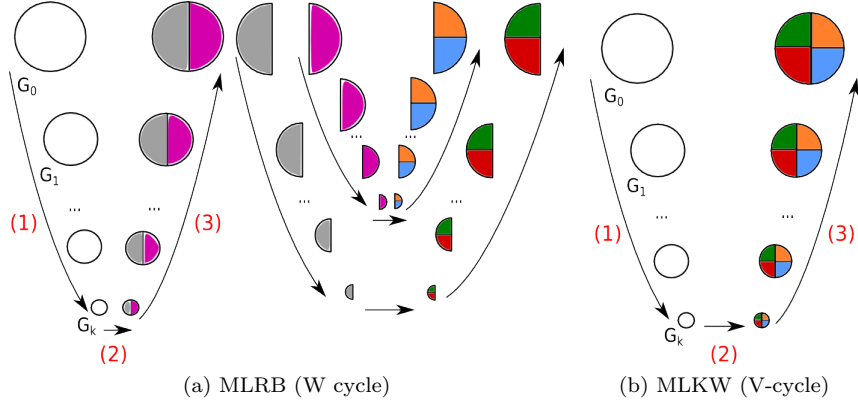 G0
G1
...
...
(1)
(3)
Gk
(2)
...
...
...
...
(a) MLRB (W cycle)
G0
G1
...
...
(1)
(3)
Gk
(2)
(b) MLKW (V-cycle)